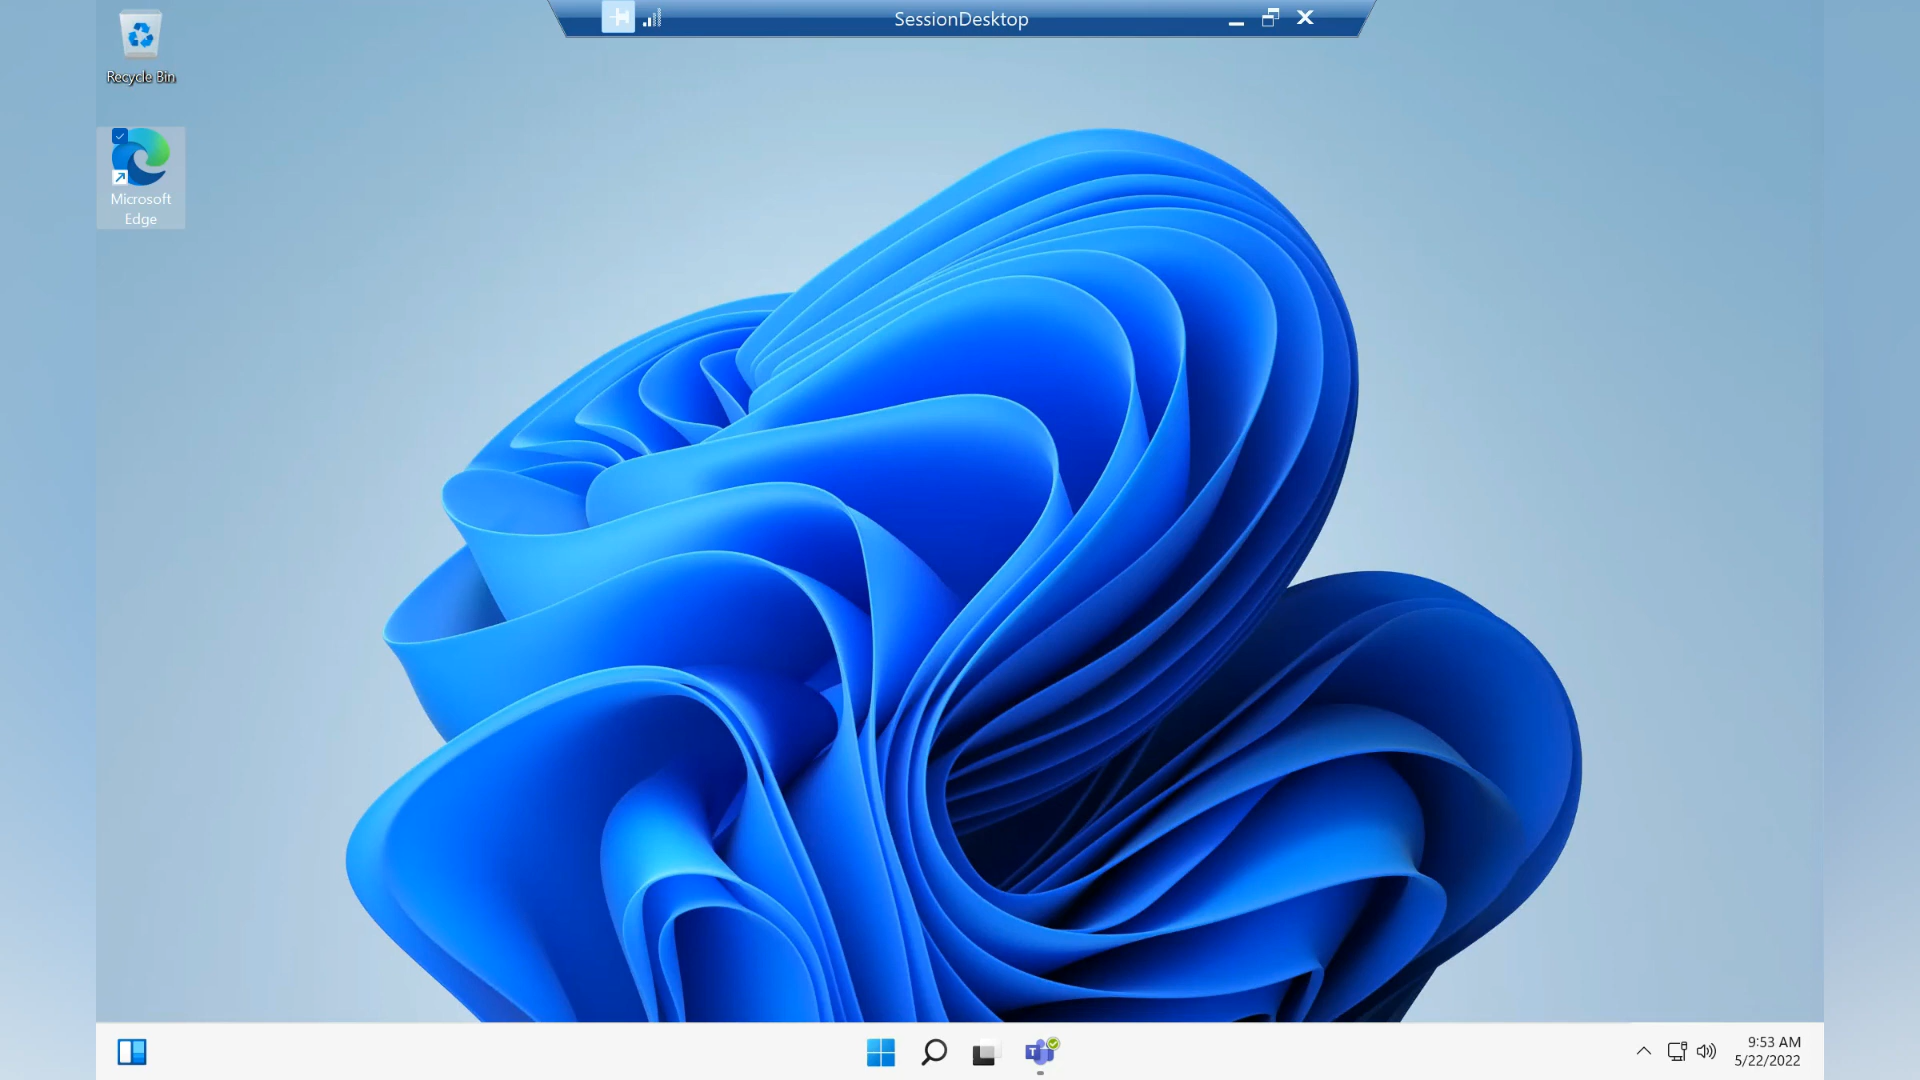 SessionDesktop
Recycle Bin
Microsoft
Edge
T
9:53 AM
5/22/2022